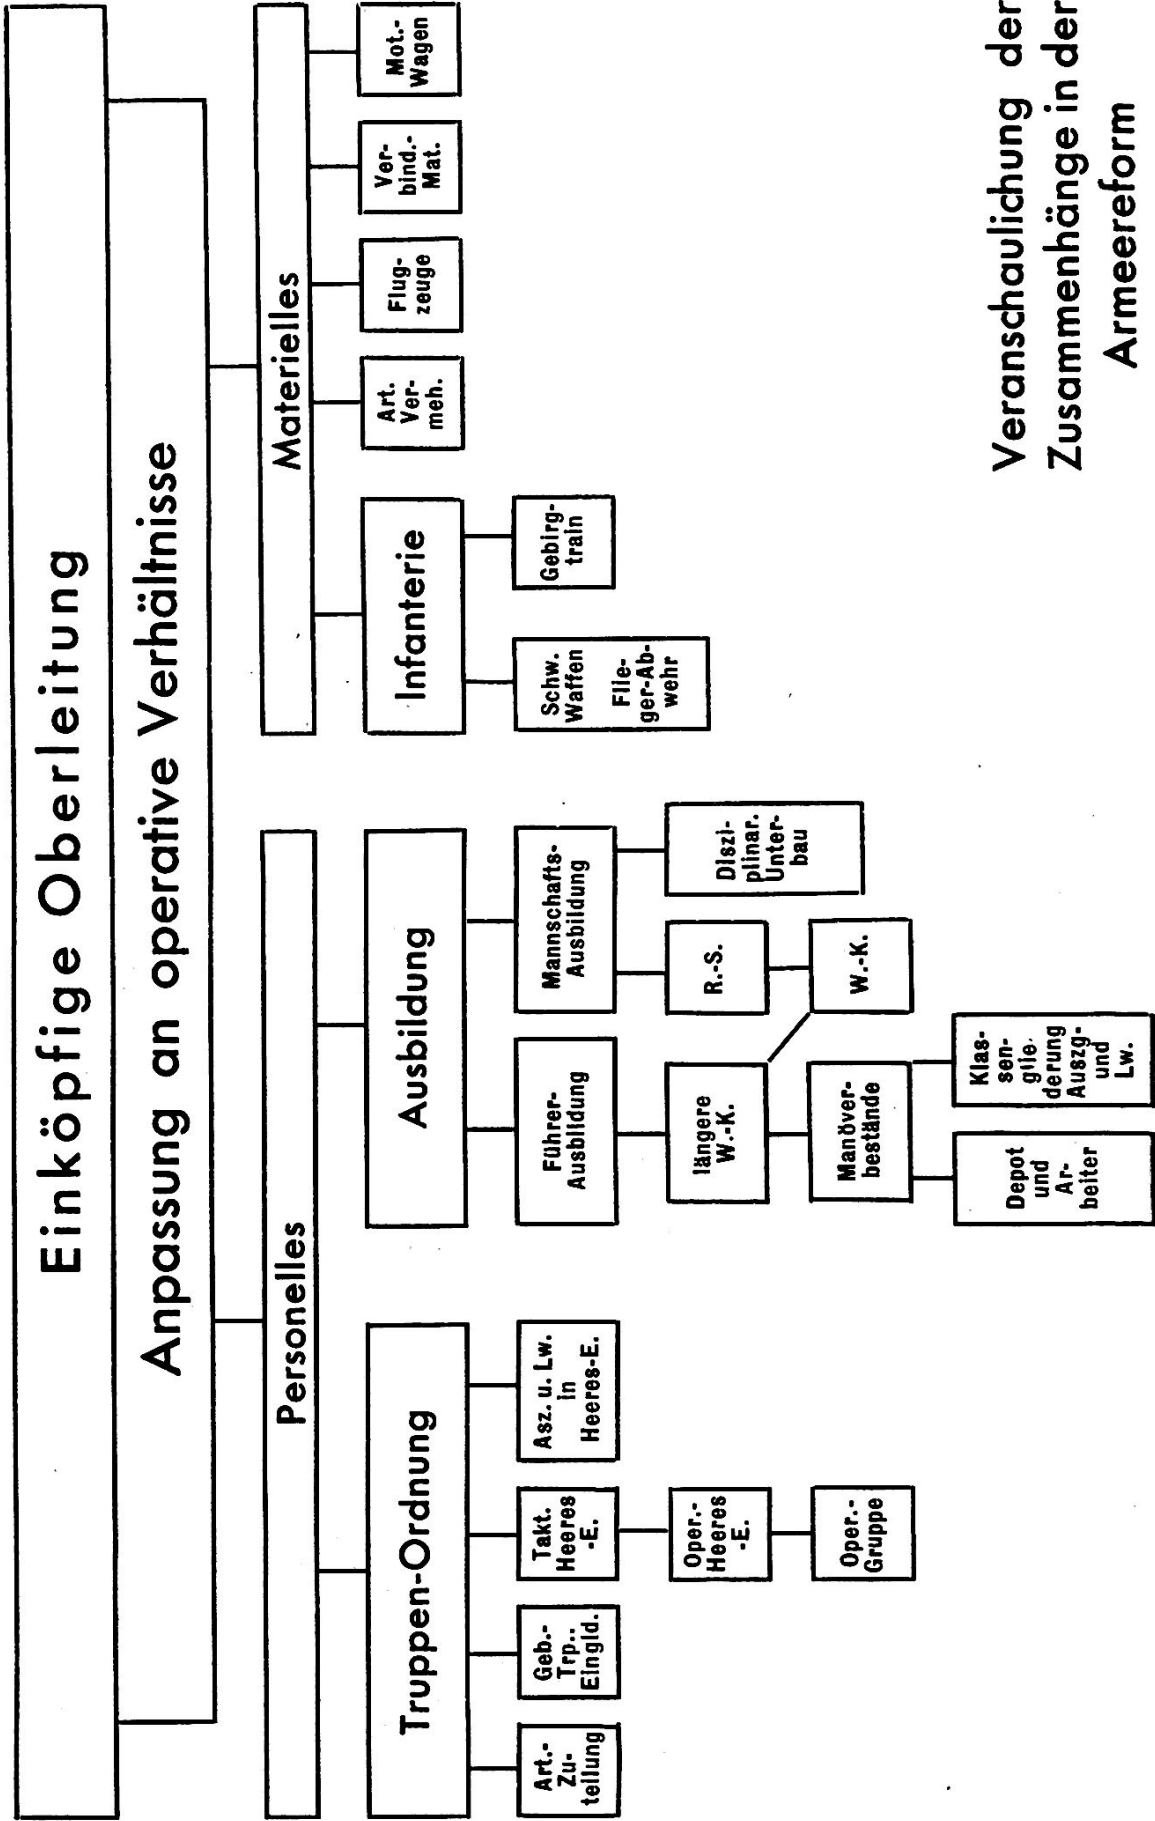 Einköpfige Oberleitung
Anpassung an operative Verhältnisse
Personelles
Materielles
Truppen-Ordnung
Ausbildung
Infanterie
Art.
Ver-
meh.
Flug-
zeuge
Ver-
bind.-
Mat.
Mot.-
Wagen
Art.-
Zu-
teilung
Geb.-
Trp..
Eingld.
Takt.
Heeres
-E.
Asz. u. Lw.
in
Heeres-E.
Führer-
Ausbildung
Mannschafts-
Ausbildung
Schw.
Waffen
Flie-
ger-Ab-
wehr
Gebirg-
train
Oper.-
Heeres
-E.
längere
W.-K.
R.-S.
Diszi-
plinar.
Unter-
bau
Oper.-
Gruppe
Manöver-
bestände
W.-K.
Depot
und
Ar-
beiter
Klas-
sen-
glie.
derung
Auszg-
und
Lw.
Veranschaulichung der
Zusammenhänge in der
Armeereform